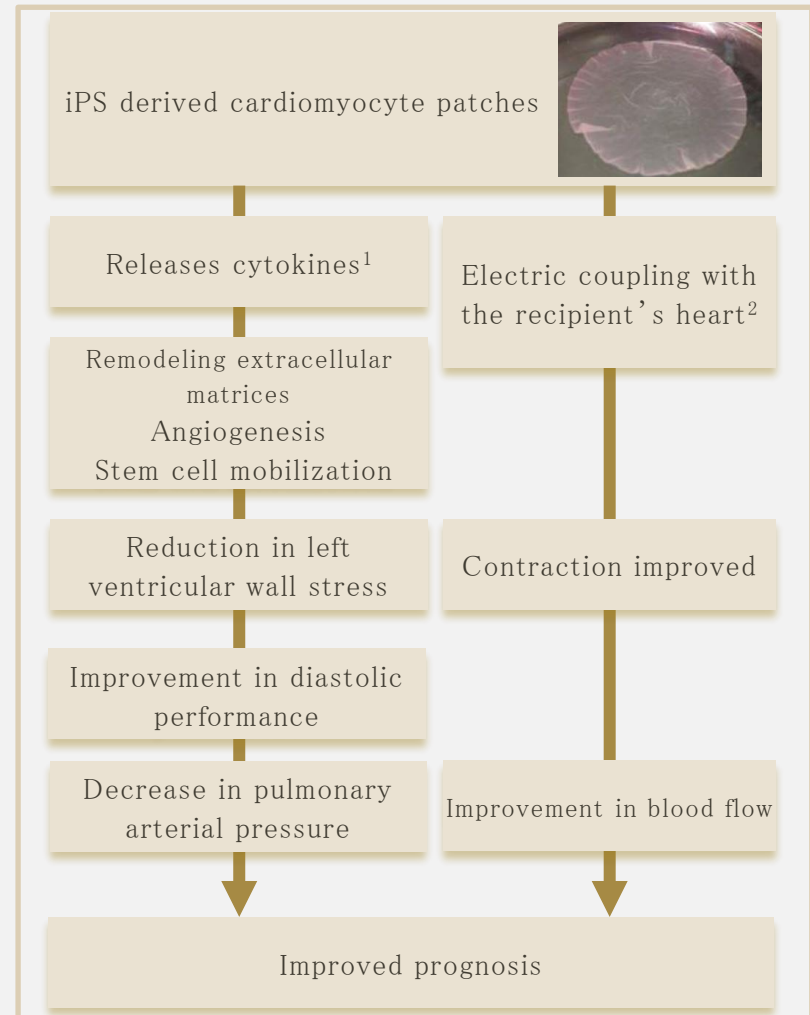 iPS derived cardiomyocyte patches
Releases cytokines¹
Remodeling extracellular
matrices
Angiogenesis
Stem cell mobilization
Reduction in left
ventricular wall stress
Improvement in diastolic
performance
Decrease in pulmonary
arterial pressure
Electric coupling with
the recipient’s heart²
Contraction improved
Improvement in blood flow
Improved prognosis